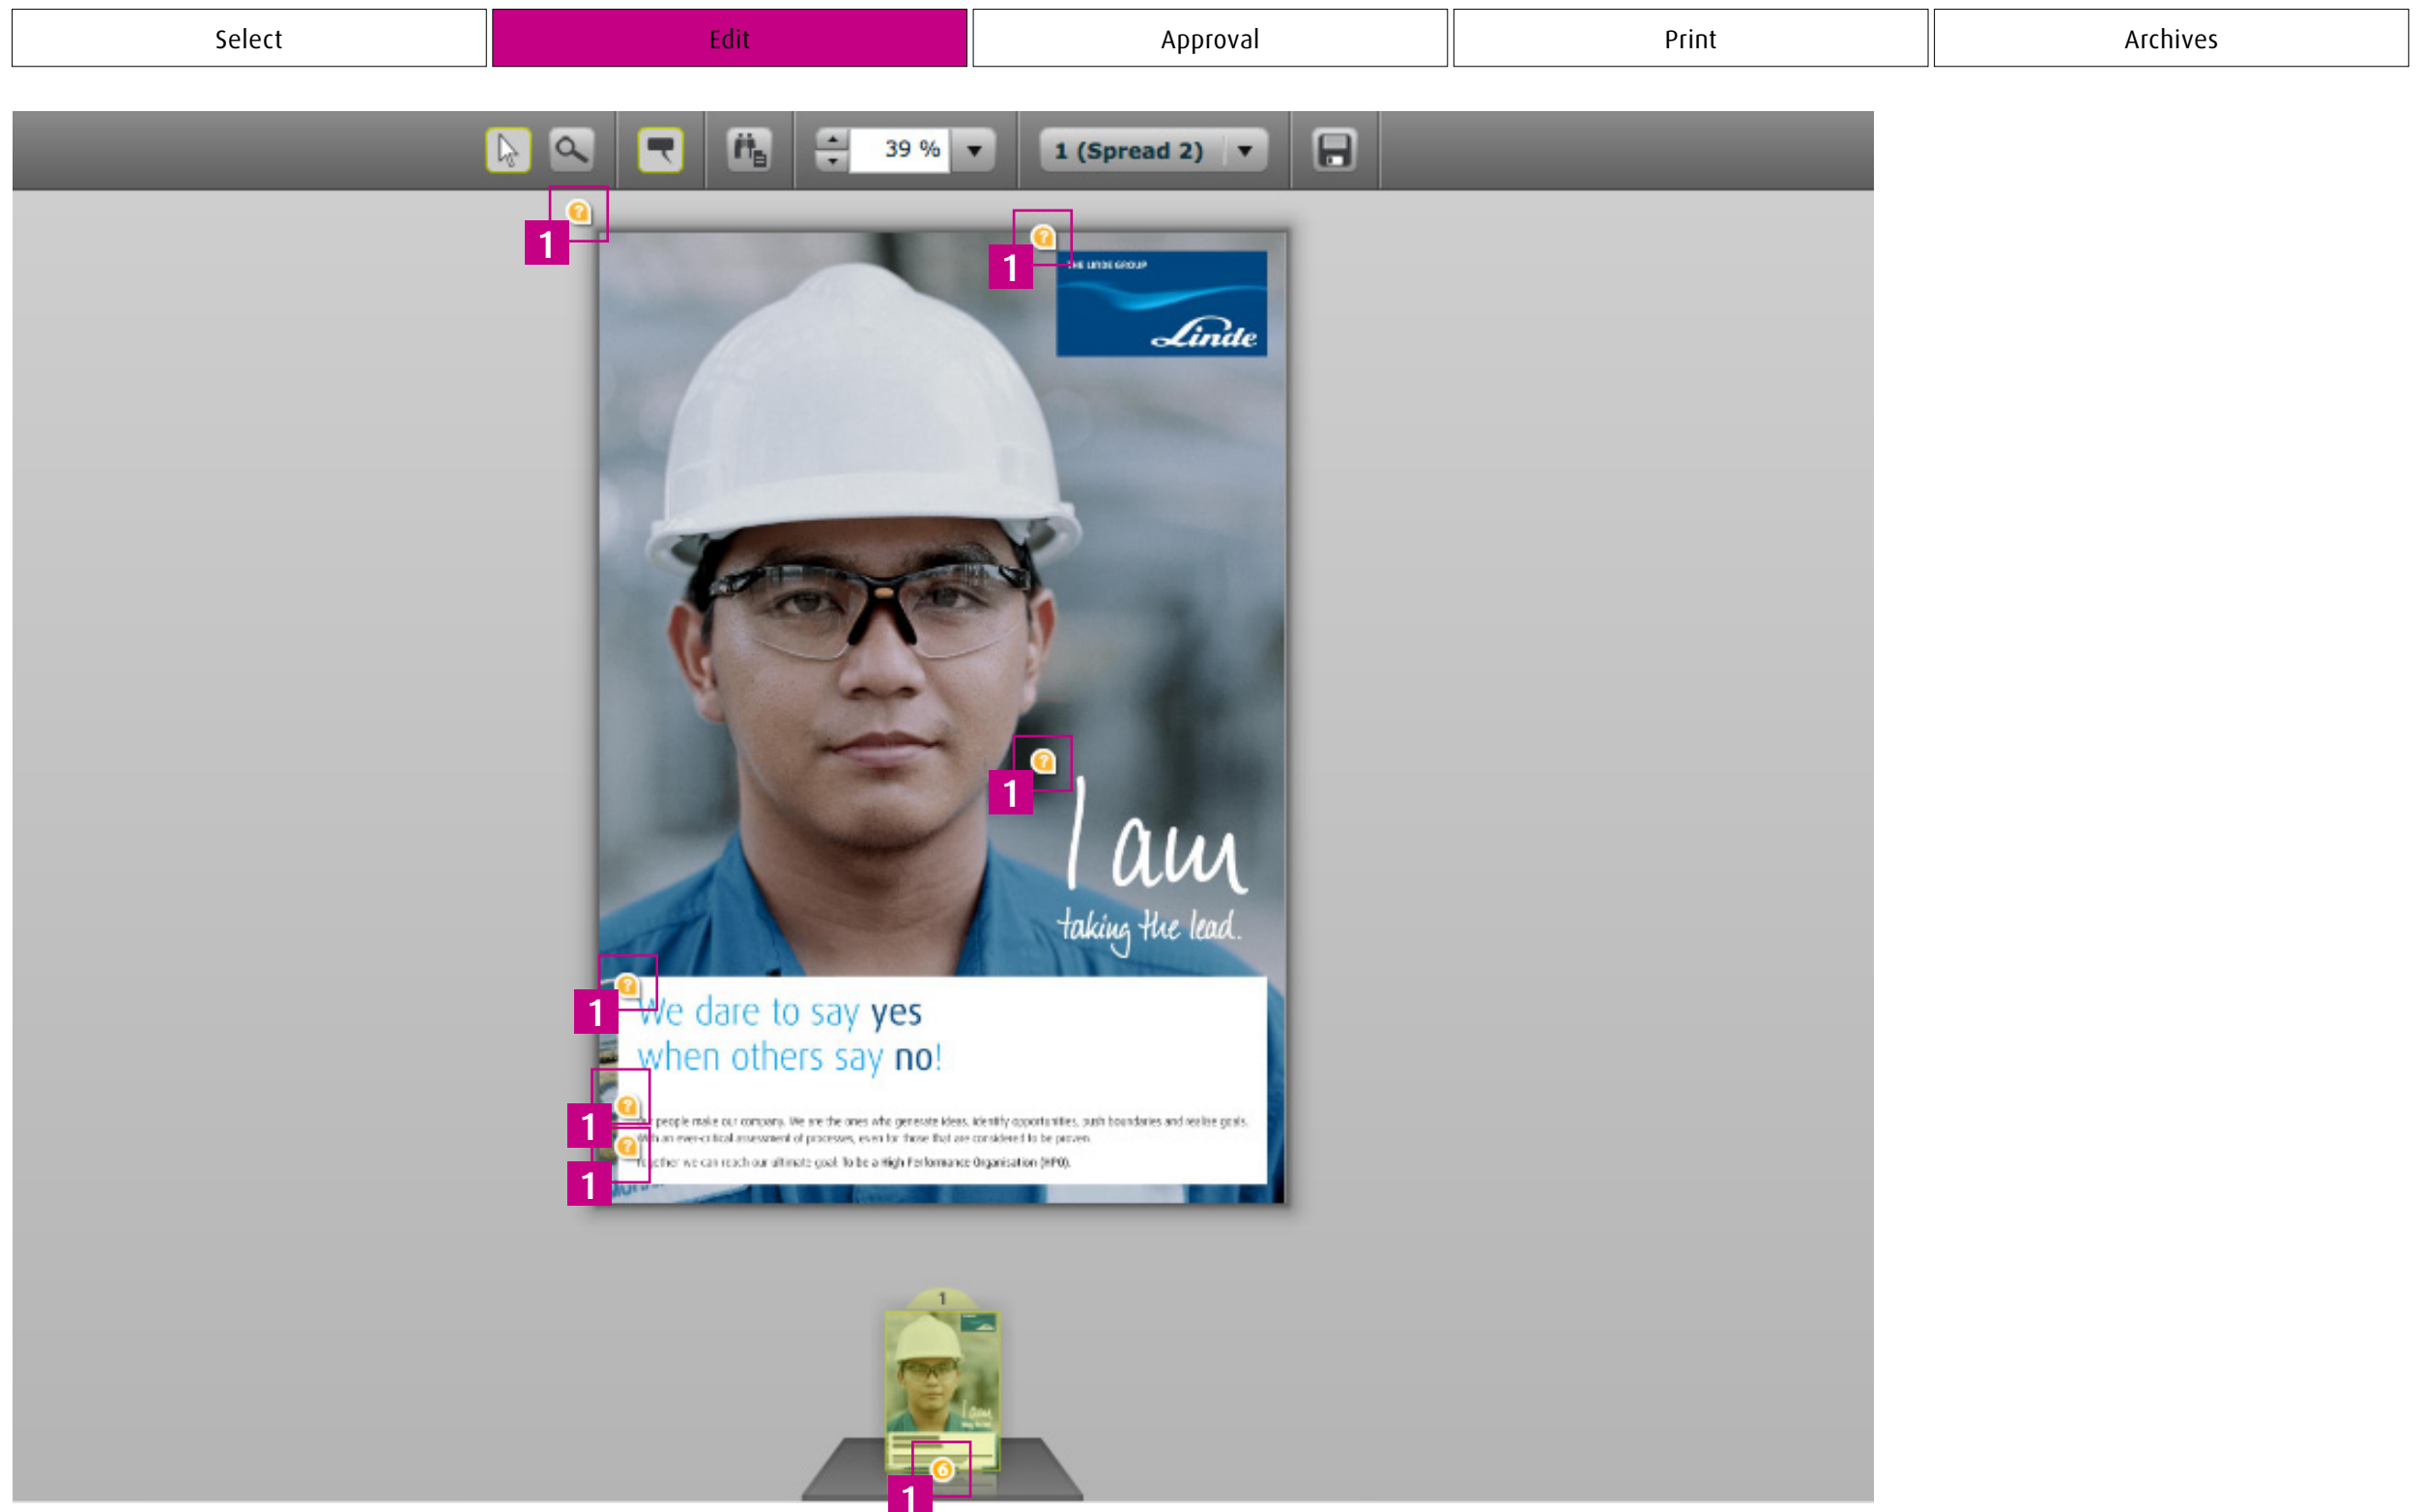 Select
Edit
Approval
Print
Archives
39 %
1 (Spread 2)
?
1
?
1
THE LINDE GROUP
Linde
?
1
I am
taking the lead.
?
1
We dare to say yes
when others say no!
?
1
people make our company. We are the ones who generate ideas, identify opportunities, push boundaries and realise goals.
With an ever-critical assessment of processes, even for those that are considered to be proven.
?
1
Together we can reach our ultimate goal: To be a High Performance Organisation (HPO).
1
I am
6
1